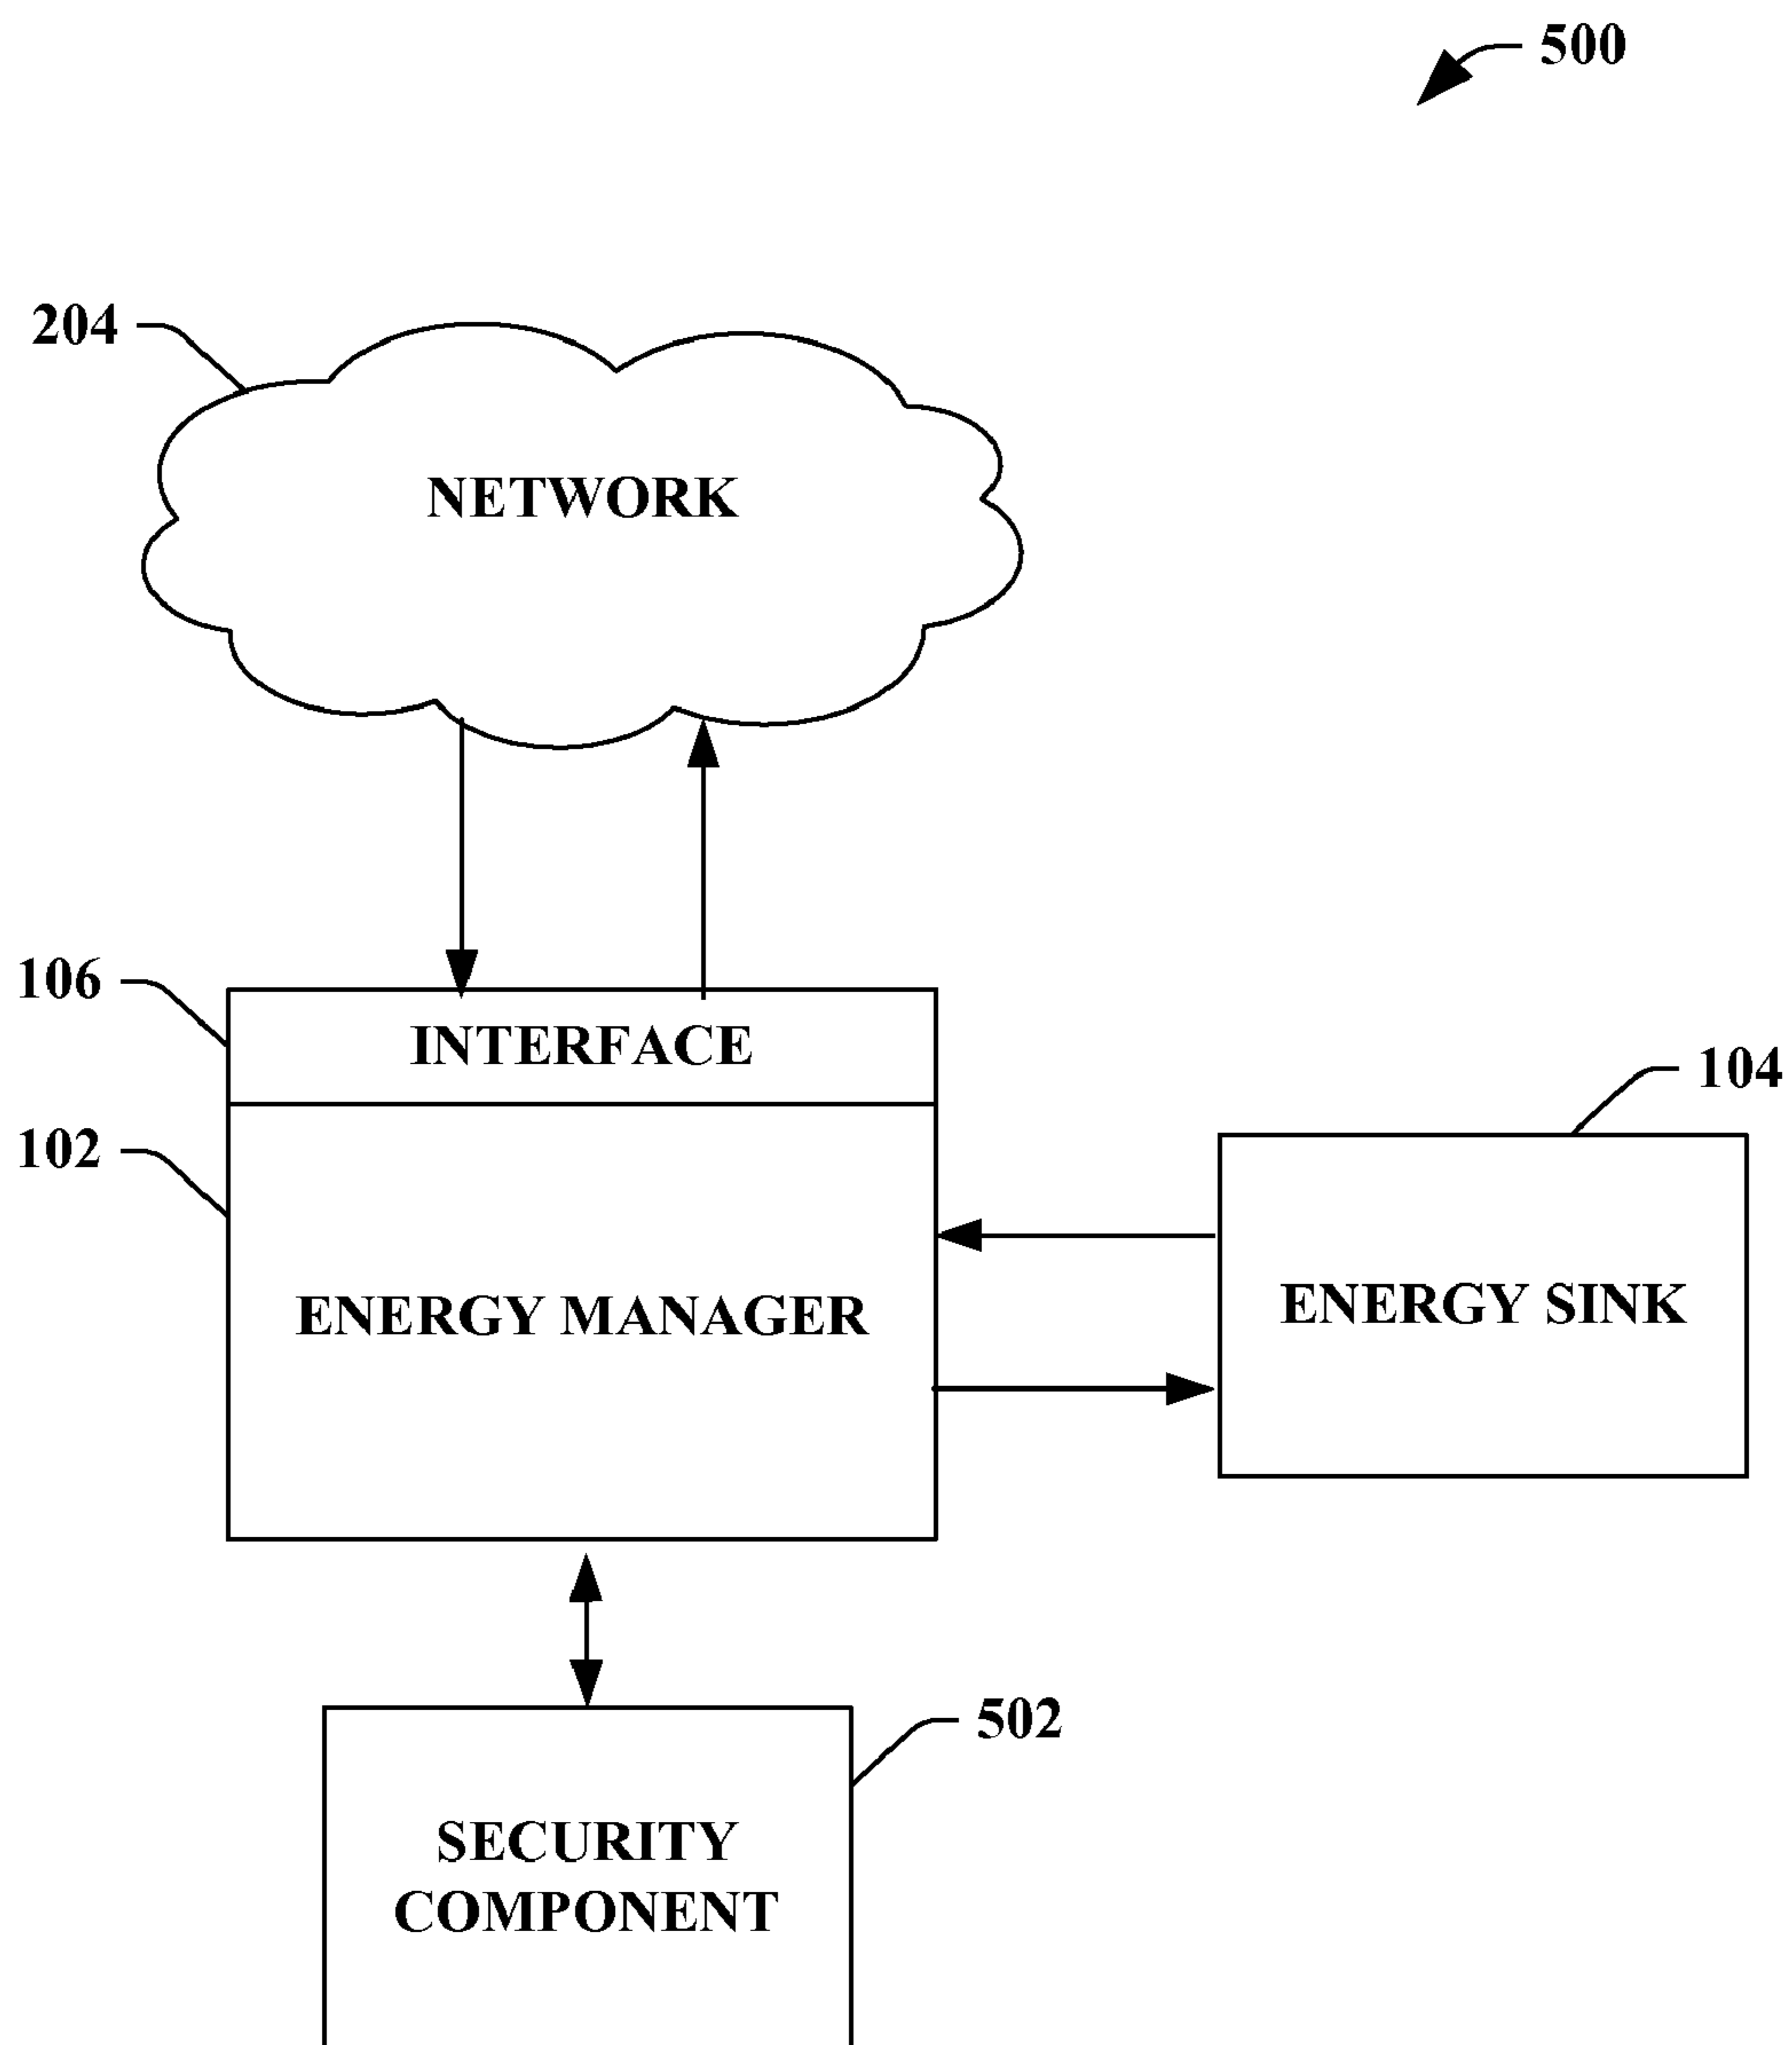 500
204
NETWORK
106
INTERFACE
104
102
ENERGY MANAGER
ENERGY SINK
502
SECURITY
COMPONENT